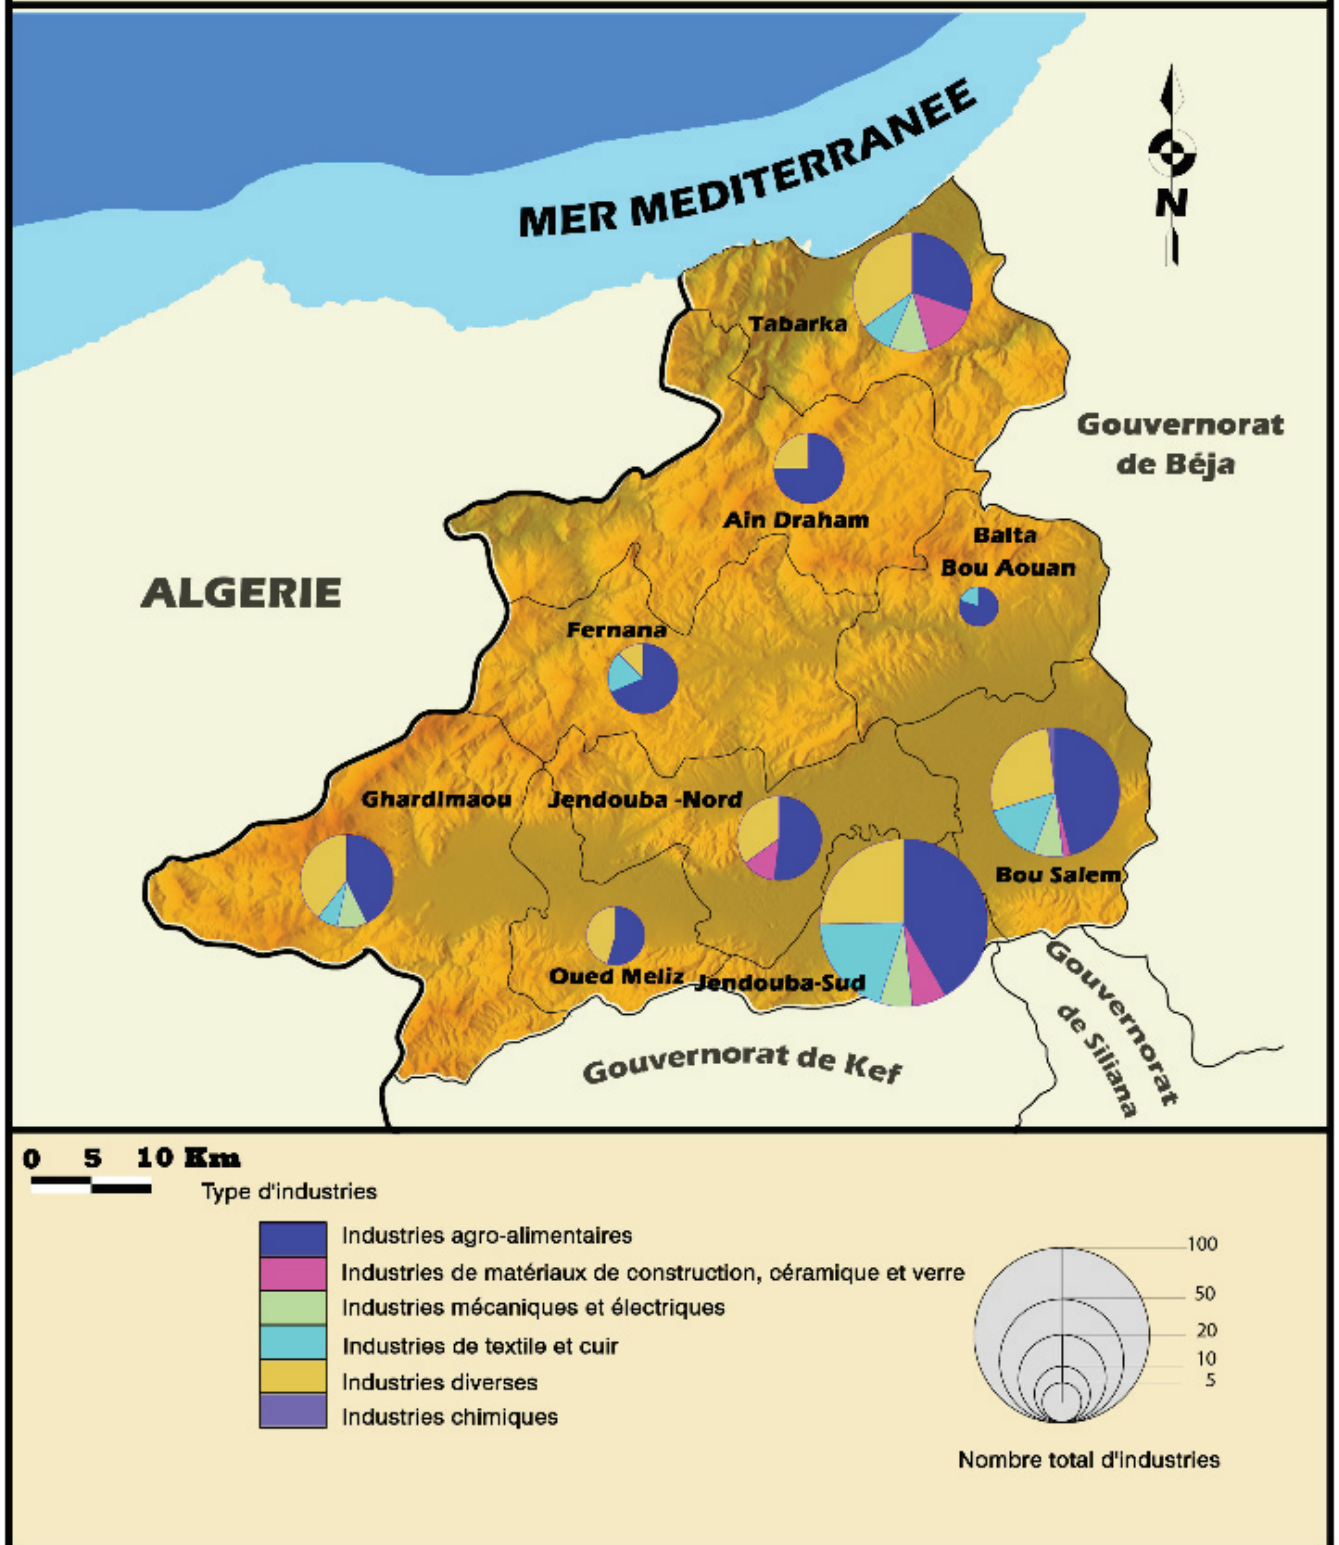 MER MEDITERRANEE
N
Tabarka
Gouvernorat
de Béja
Ain Draham
Balta
Bou Aouan
ALGERIE
Fernana
Ghardimaou
Jendouba -Nord
Bou Salem
Oued Meliz
Jendouba-Sud
Gouvernorat
de Siliana
Gouvernorat de Kef
0 5 10 Km
Type d'industries
Industries agro-alimentaires
Industries de matériaux de construction, céramique et verre
Industries mécaniques et électriques
Industries de textile et cuir
Industries diverses
Industries chimiques
100
50
20
10
5
Nombre total d'industries